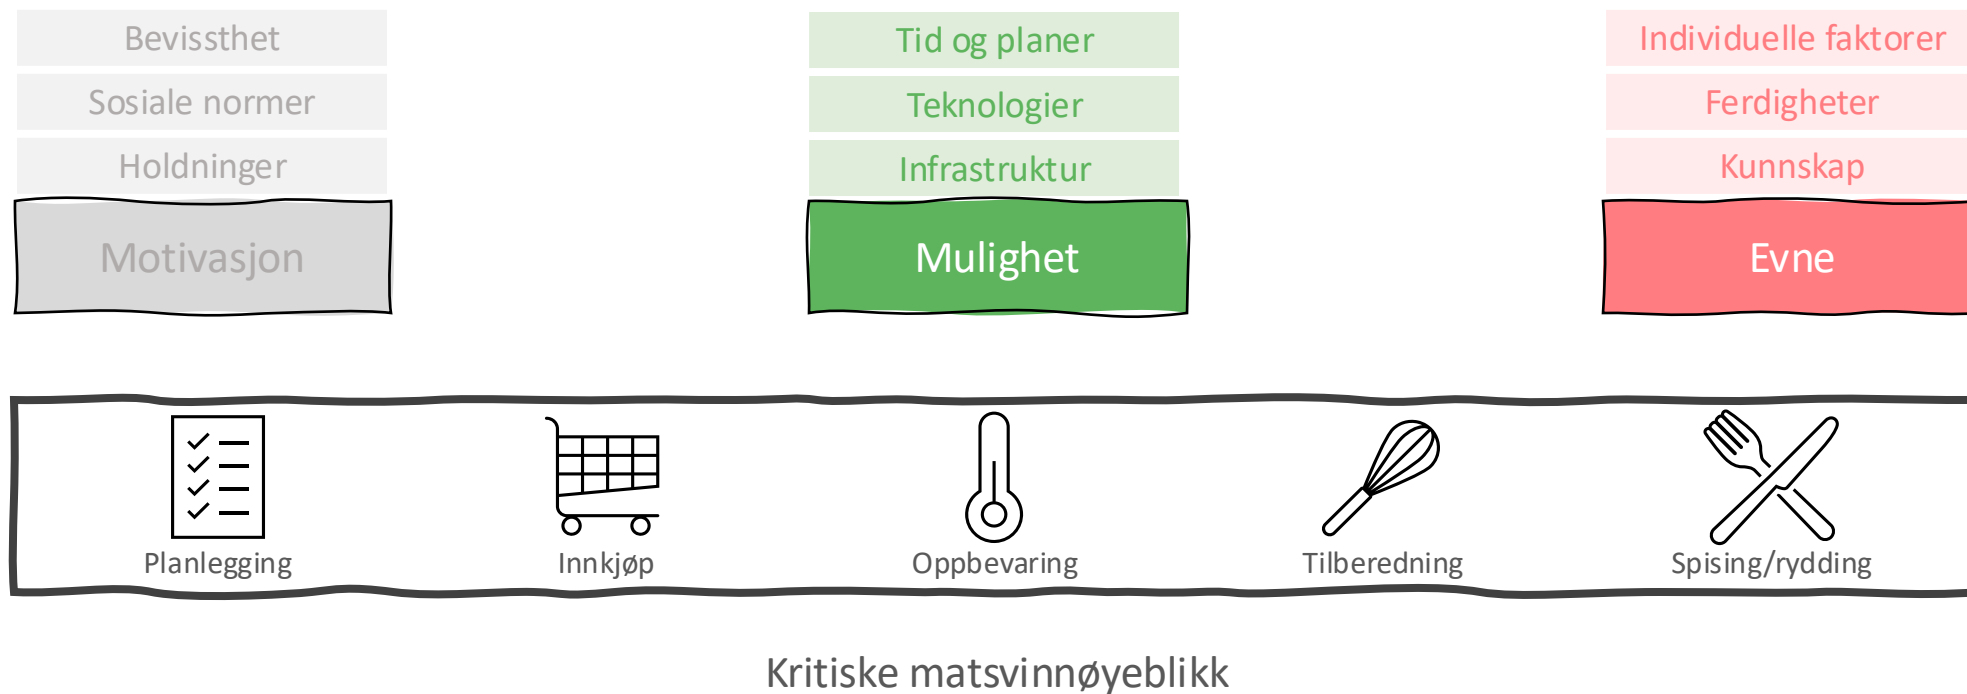 Bevissthet
Sosiale normer
Holdninger
Motivasjon
Tid og planer
Teknologier
Infrastruktur
Mulighet
Individuelle faktorer
Ferdigheter
Kunnskap
Evne
Planlegging
Innkjøp
Oppbevaring
Tilberedning
Spising/rydding
Kritiske matsvinnøyeblikk